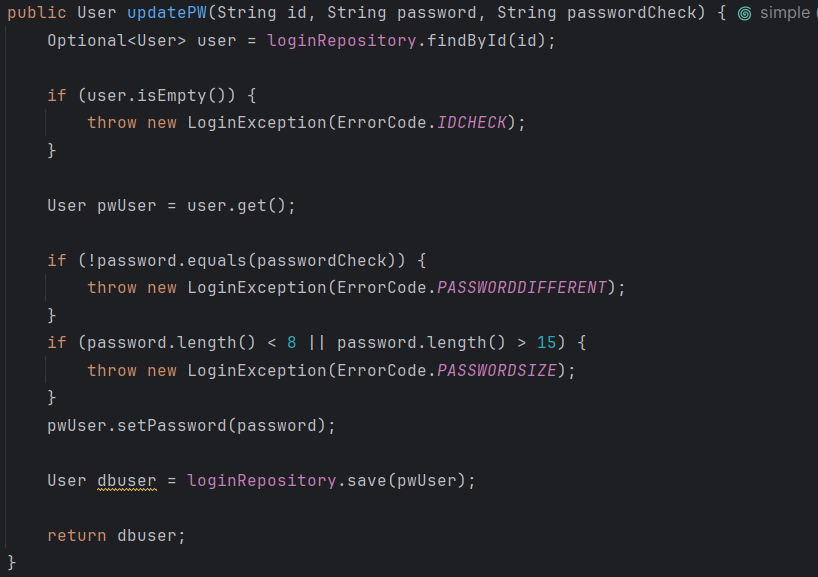 public User updatePW(String id, String password, String passwordCheck) { simple
Optional<User> user = loginRepository.findById(id);
if (user.isEmpty()) {
throw new LoginException(ErrorCode.IDCHECK);
}
User pwUser = user.get();
if (!password.equals(passwordCheck)) {
throw new LoginException(ErrorCode.PASSWORDDIFFERENT);
}
if (password.length() < 8 || password.length() > 15) {
throw new LoginException(ErrorCode.PASSWORDSIZE);
}
pwUser.setPassword(password);
User dbuser = loginRepository.save(pwUser);
return dbuser;
}